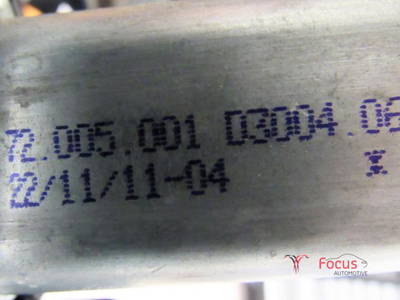 72.005.001 D3004.06
22/11/11-04
Focus
AUTOMOTIVE